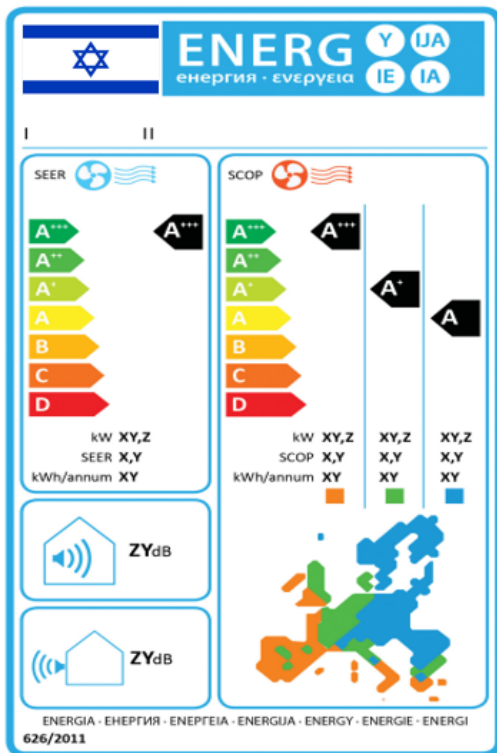 ENERG Y IJA
енергия · ενεργεια IE IA
I II
SEER
A+++ A+++
A++
A+
A
B
C
D
kW XY,Z
SEER X,Y
kWh/annum XY
SCOP
A+++ A+++
A++
A+ A+
A A
B
C
D
kW XY,Z XY,Z XY,Z
SCOP X,Y X,Y X,Y
kWh/annum XY XY XY
ZYdB
ZYdB
ENERGIA · ЕНЕРГИЯ · ΕΝΕΡΓΕΙΑ · ENERGIJA · ENERGY · ENERGIE · ENERGI
626/2011